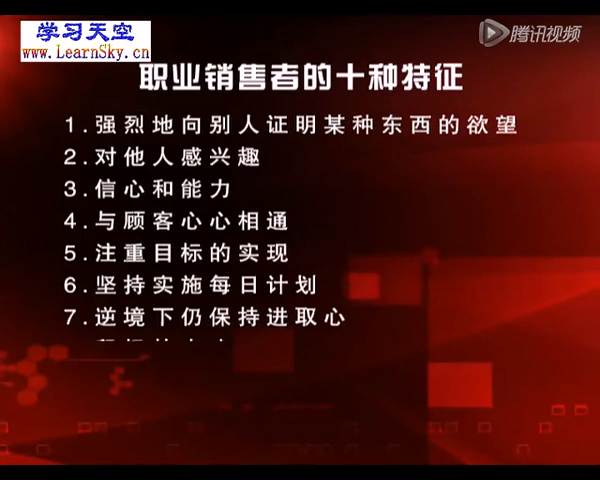 学习天空
www.LearnSky.cn
腾讯视频
职业销售者的十种特征
1.强烈地向别人证明某种东西的欲望
2.对他人感兴趣
3.信心和能力
4.与顾客心心相通
5.注重目标的实现
6.坚持实施每日计划
7.逆境下仍保持进取心